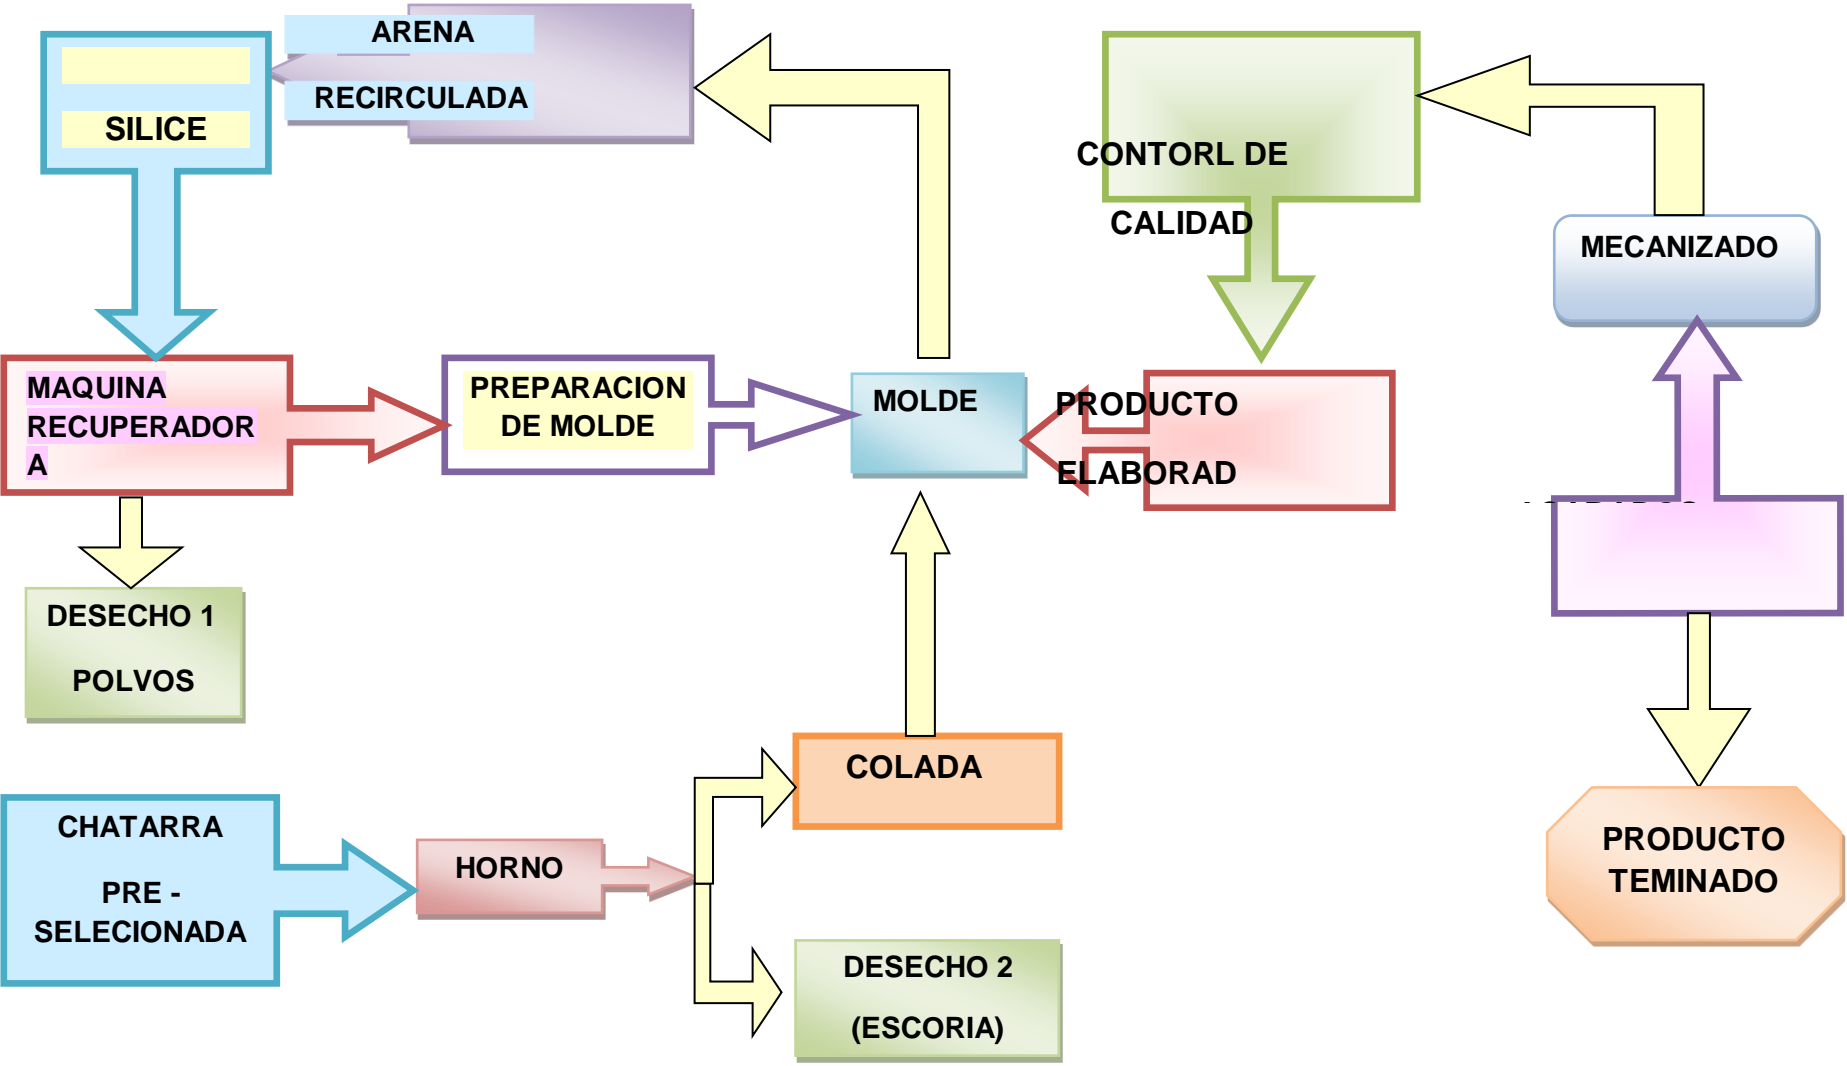 ARENA
RECIRCULADA
SILICE
CONTORL DE
CALIDAD
MECANIZADO
MAQUINA
RECUPERADOR
A
PREPARACION
DE MOLDE
MOLDE
PRODUCTO
ELABORAD
DESECHO 1
POLVOS
COLADA
CHATARRA
PRE -
SELECIONADA
HORNO
DESECHO 2
(ESCORIA)
PRODUCTO
TEMINADO